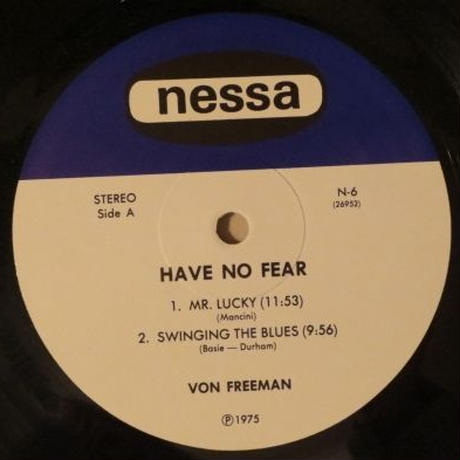 nessa
STEREO
Side A
N-6
(26952)
HAVE NO FEAR
1. MR. LUCKY (11:53)
(Mancini)
2. SWINGING THE BLUES (9:56)
(Basie — Durham)
VON FREEMAN
Ⓟ1975